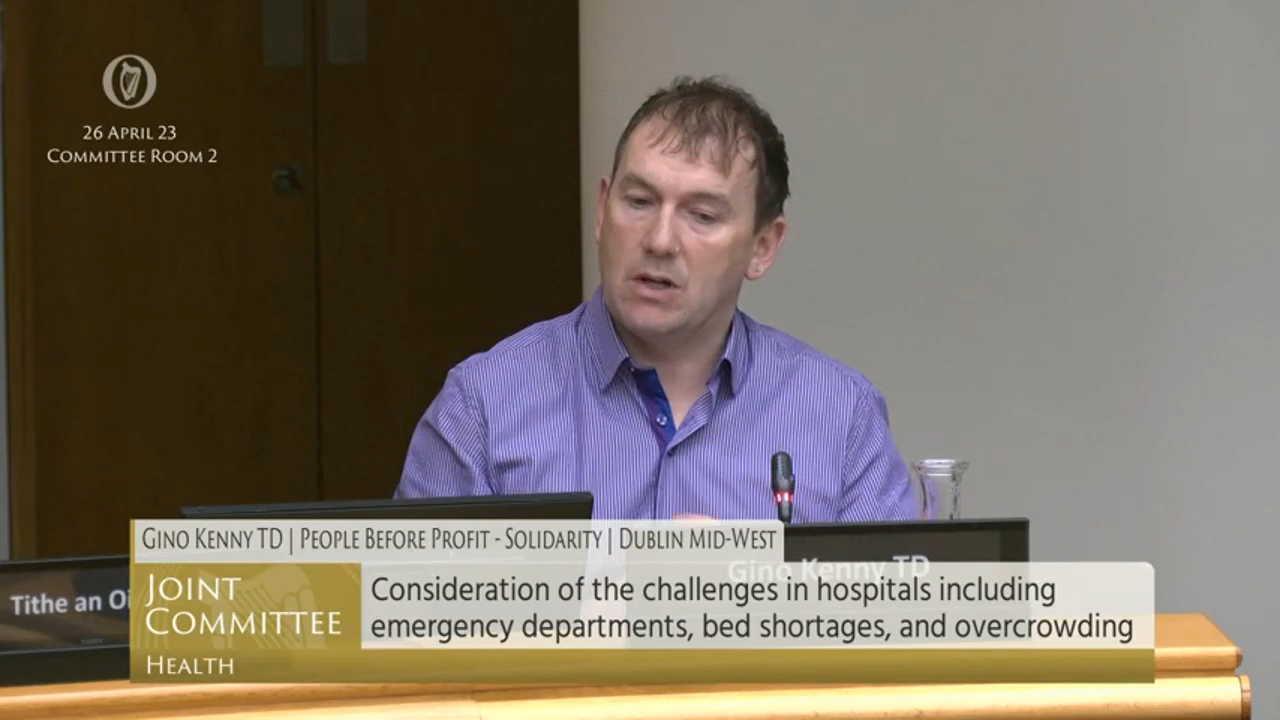 26 April 23
Committee Room 2
Gino Kenny TD | People Before Profit - Solidarity | Dublin Mid-West
Gino Kenny TD
Tithe an Oi
Joint
Committee
Health
Consideration of the challenges in hospitals including
emergency departments, bed shortages, and overcrowding